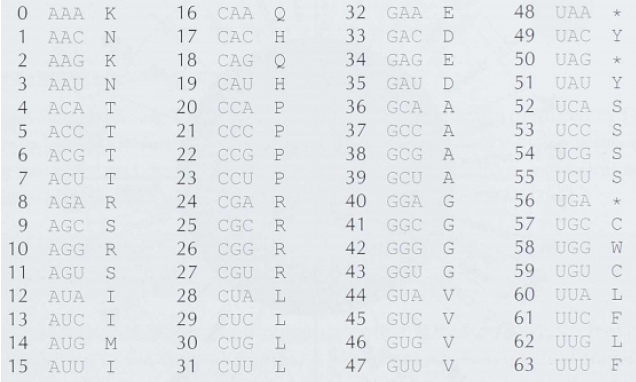 0 AAA K 16 CAA Q 32 GAA E 48 UAA *
1 AAC N 17 CAC H 33 GAC D 49 UAC Y
2 AAG K 18 CAG Q 34 GAG E 50 UAG *
3 AAU N 19 CAU H 35 GAU D 51 UAU Y
4 ACA T 20 CCA P 36 GCA A 52 UCA S
5 ACC T 21 CCC P 37 GCC A 53 UCC S
6 ACG T 22 CCG P 38 GCG A 54 UCG S
7 ACU T 23 CCU P 39 GCU A 55 UCU S
8 AGA R 24 CGA R 40 GGA G 56 UGA *
9 AGC S 25 CGC R 41 GGC G 57 UGC C
10 AGG R 26 CGG R 42 GGG G 58 UGG W
11 AGU S 27 CGU R 43 GGU G 59 UGU C
12 AUA I 28 CUA L 44 GUA V 60 UUA L
13 AUC I 29 CUC L 45 GUC V 61 UUC F
14 AUG M 30 CUG L 46 GUG V 62 UUG L
15 AUU I 31 CUU L 47 GUU V 63 UUU F